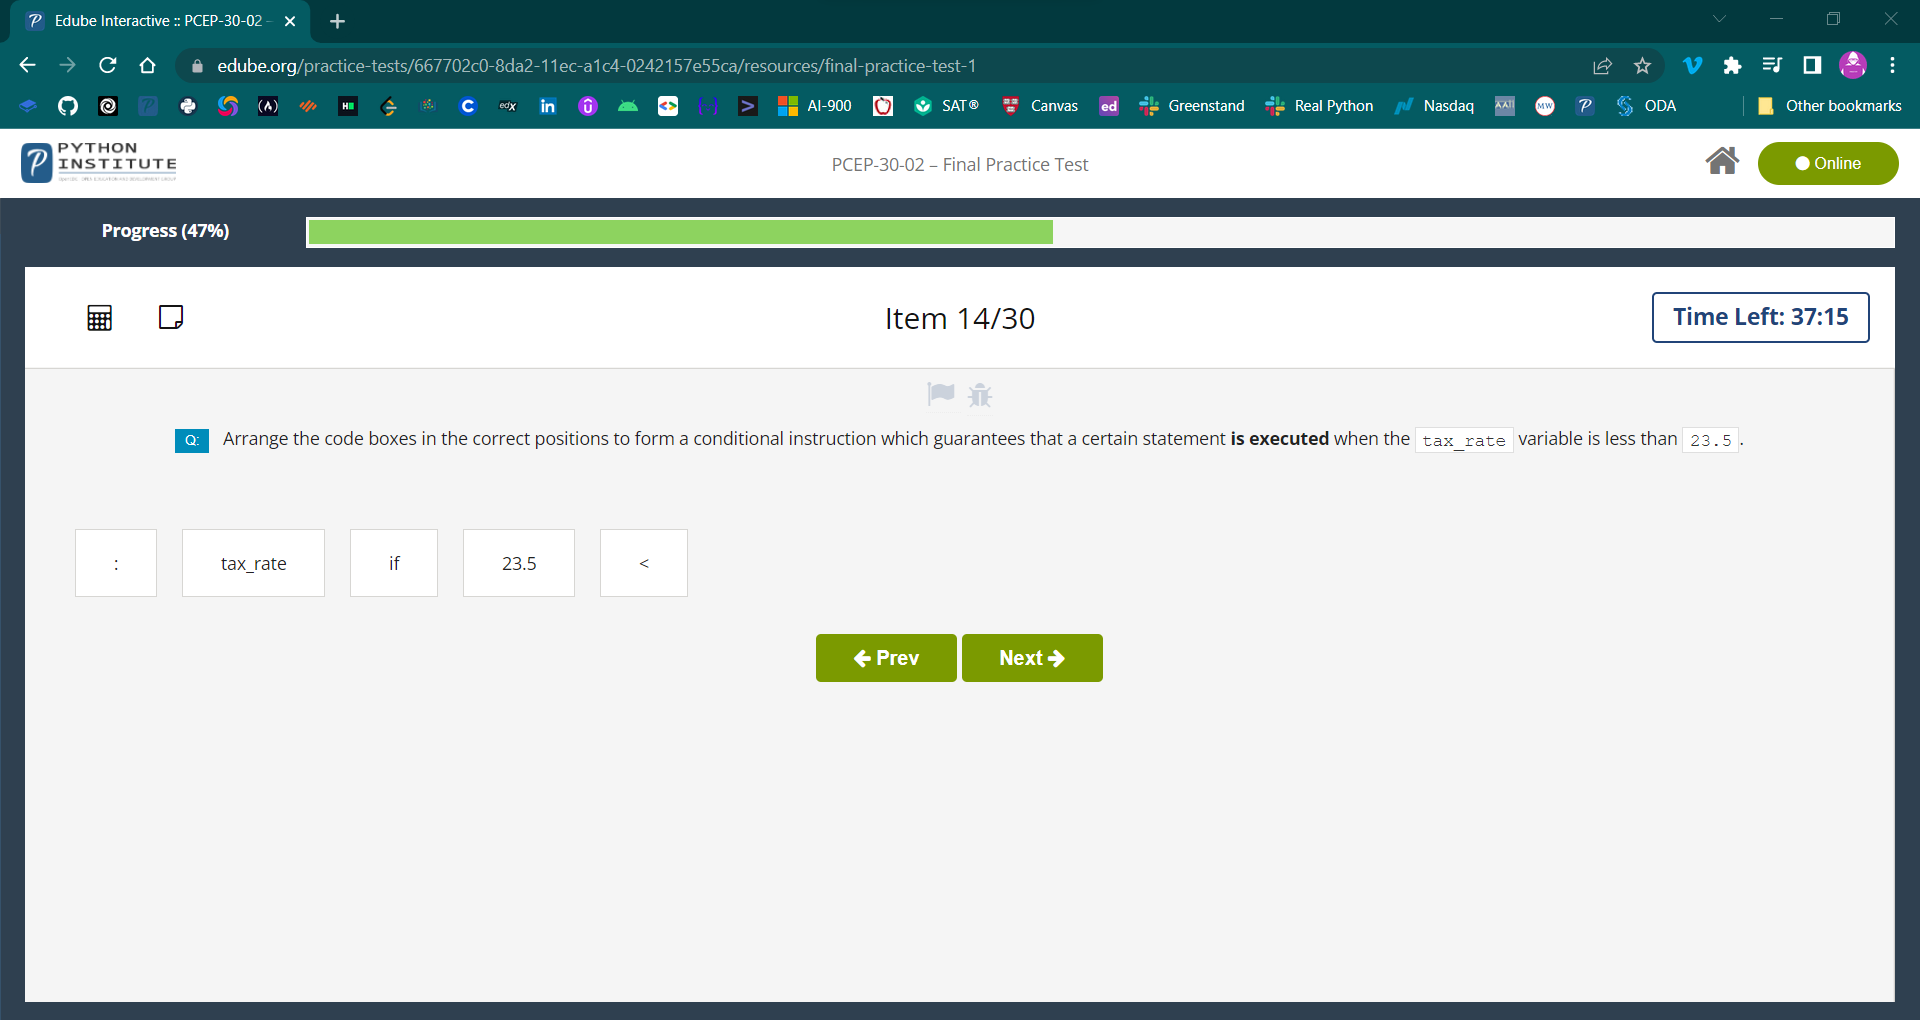 Edube Interactive :: PCEP-30-02 –
edube.org/practice-tests/667702c0-8da2-11ec-a1c4-0242157e55ca/resources/final-practice-test-1
AI-900 SAT® Canvas ed Greenstand Real Python Nasdaq MW ODA Other bookmarks
PYTHON
INSTITUTE
PCEP-30-02 – Final Practice Test
Online
Progress (47%)
Item 14/30
Time Left: 37:15
Q: Arrange the code boxes in the correct positions to form a conditional instruction which guarantees that a certain statement is executed when the tax_rate variable is less than 23.5 .
: tax_rate if 23.5 <
Prev Next